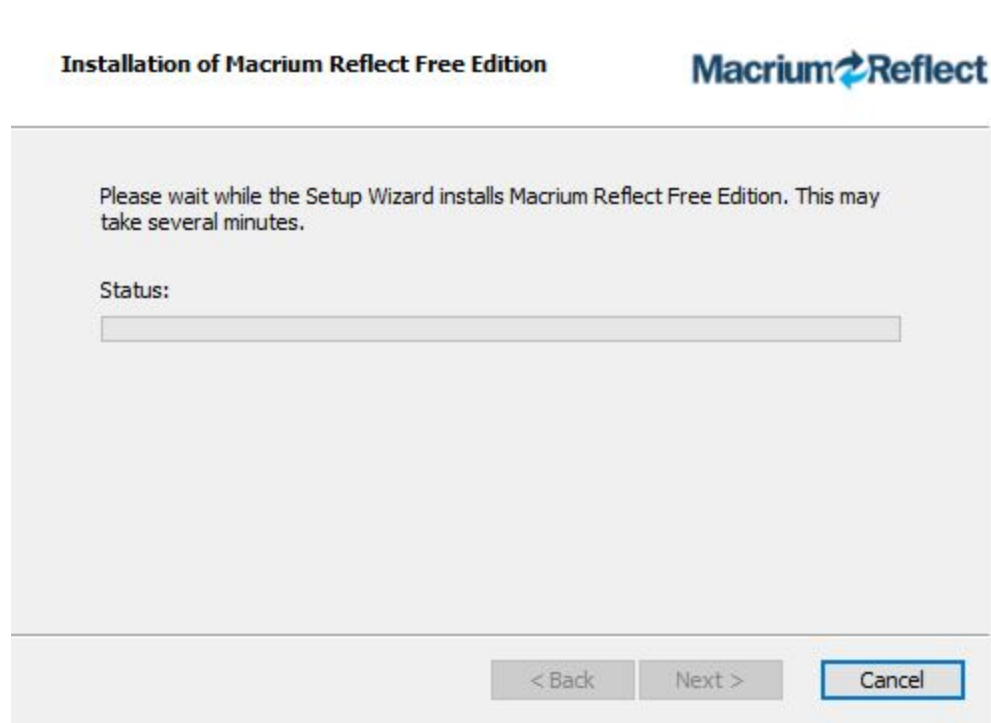 Installation of Macrium Reflect Free Edition
Macrium Reflect
Please wait while the Setup Wizard installs Macrium Reflect Free Edition. This may
take several minutes.
Status:
< Back
Next >
Cancel